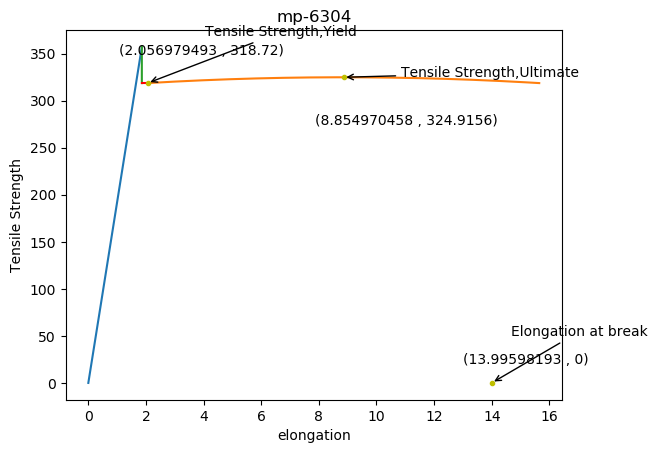 mp-6304
Tensile Strength,Yield
(2.056979493 , 318.72)
Tensile Strength,Ultimate
(8.854970458 , 324.9156)
Elongation at break
(13.99598193 , 0)
Tensile Strength
350
300
250
200
150
100
50
0
0 2 4 6 8 10 12 14 16
elongation